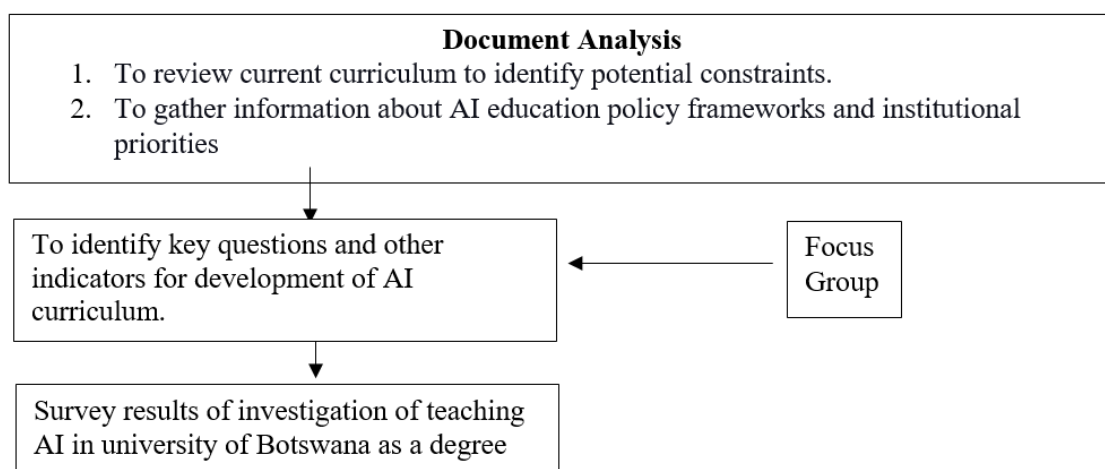 Document Analysis
1. To review current curriculum to identify potential constraints.
2. To gather information about AI education policy frameworks and institutional
priorities
To identify key questions and other
indicators for development of AI
curriculum.
Focus
Group
Survey results of investigation of teaching
AI in university of Botswana as a degree